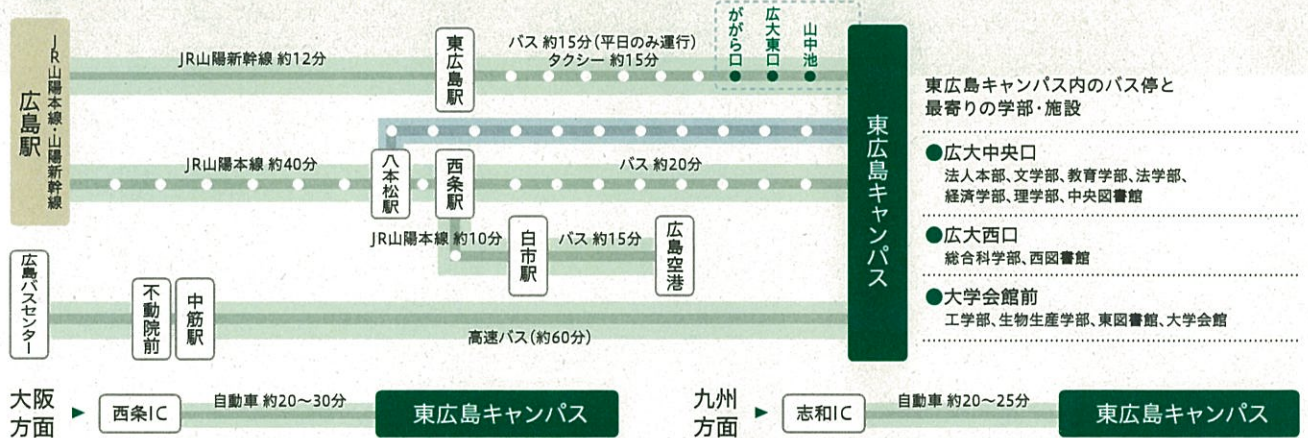 広島駅
JR山陽本線・山陽新幹線
JR山陽新幹線 約12分
東広島駅
バス 約15分(平日のみ運行)
タクシー 約15分
ががら口
広大東口
山中池
東広島キャンパス
JR山陽本線 約40分
八本松駅
西条駅
バス 約20分
JR山陽本線 約10分
白市駅
バス 約15分
広島空港
広島バスセンター
不動院前
中筋駅
高速バス(約60分)
東広島キャンパス内のバス停と
最寄りの学部・施設
●広大中央口
法人本部、文学部、教育学部、法学部、
経済学部、理学部、中央図書館
●広大西口
総合科学部、西図書館
●大学会館前
工学部、生物生産学部、東図書館、大学会館
大阪
方面
西条IC
自動車 約20〜30分
東広島キャンパス
九州
方面
志和IC
自動車 約20〜25分
東広島キャンパス